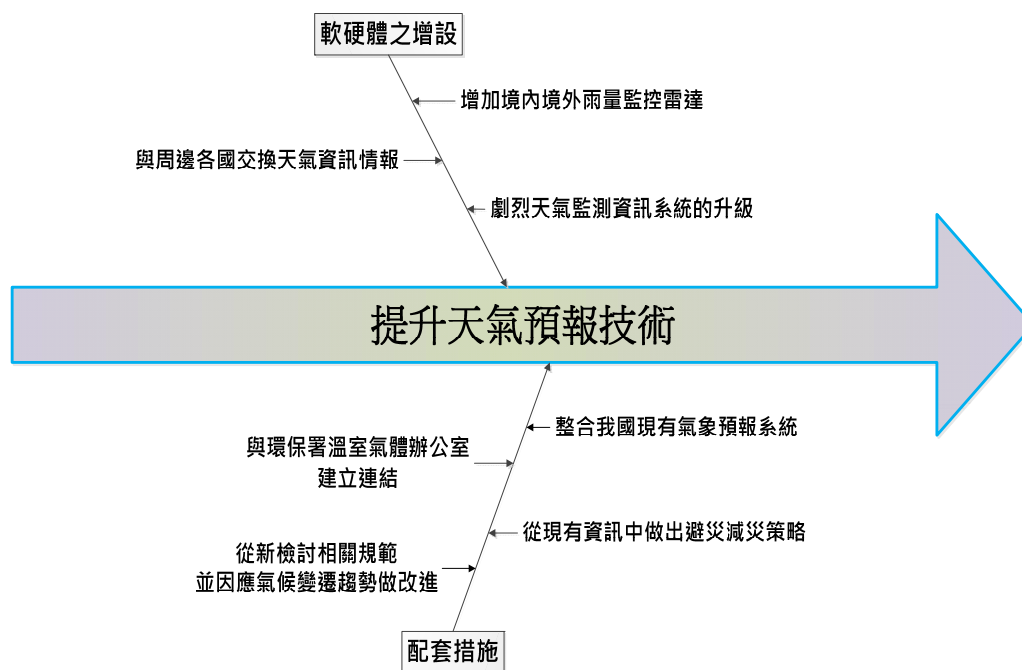 軟硬體之增設
增加境內境外雨量監控雷達
與周邊各國交換天氣資訊情報
劇烈天氣監測資訊系統的升級
提升天氣預報技術
整合我國現有氣象預報系統
與環保署溫室氣體辦公室
建立連結
從現有資訊中做出避災減災策略
從新檢討相關規範
並因應氣候變遷趨勢做改進
配套措施